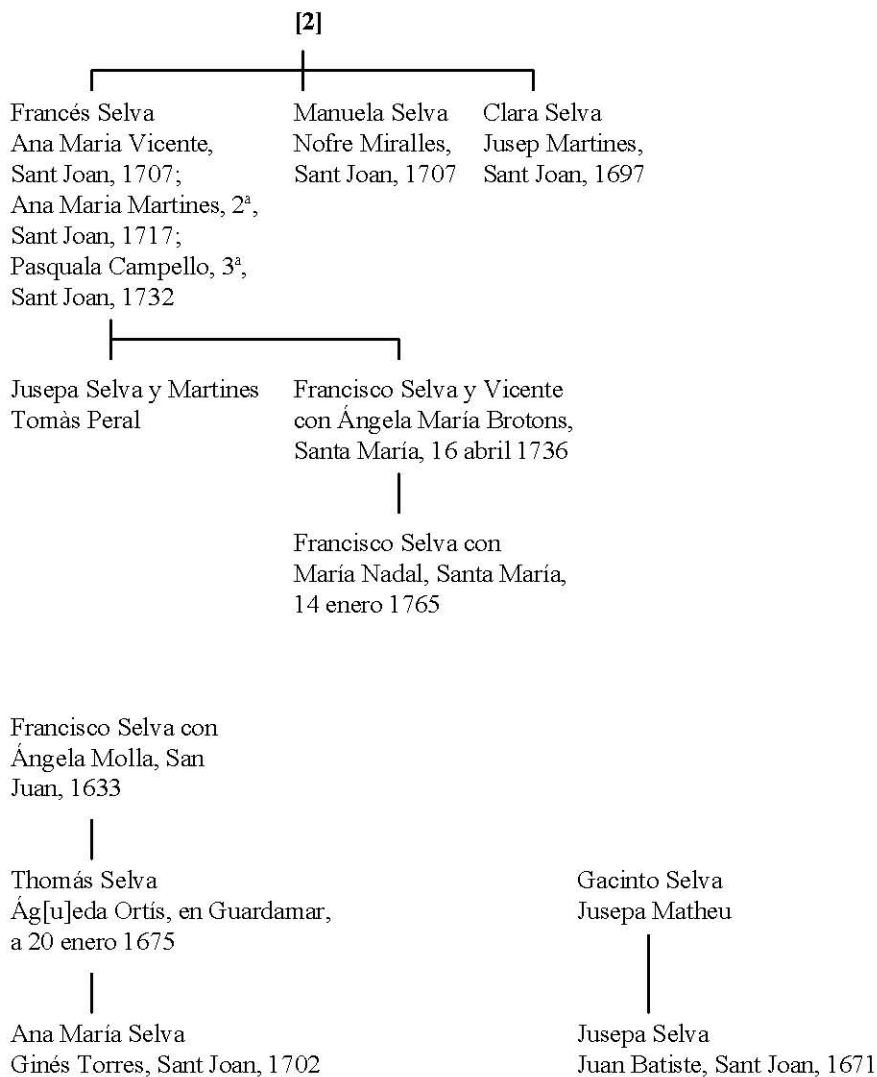 [2]
Francés Selva
Ana Maria Vicente,
Sant Joan, 1707;
Ana Maria Martines, 2ª,
Sant Joan, 1717;
Pasquala Campello, 3ª,
Sant Joan, 1732
Manuela Selva
Nofre Miralles,
Sant Joan, 1707
Clara Selva
Jusep Martines,
Sant Joan, 1697
Jusepa Selva y Martines
Tomàs Peral
Francisco Selva y Vicente
con Ángela María Brotons,
Santa María, 16 abril 1736
Francisco Selva con
María Nadal, Santa María,
14 enero 1765
Francisco Selva con
Ángela Molla, San
Juan, 1633
Thomás Selva
Ág[u]eda Ortís, en Guardamar,
a 20 enero 1675
Ana María Selva
Ginés Torres, Sant Joan, 1702
Gacinto Selva
Jusepa Matheu
Jusepa Selva
Juan Batiste, Sant Joan, 1671